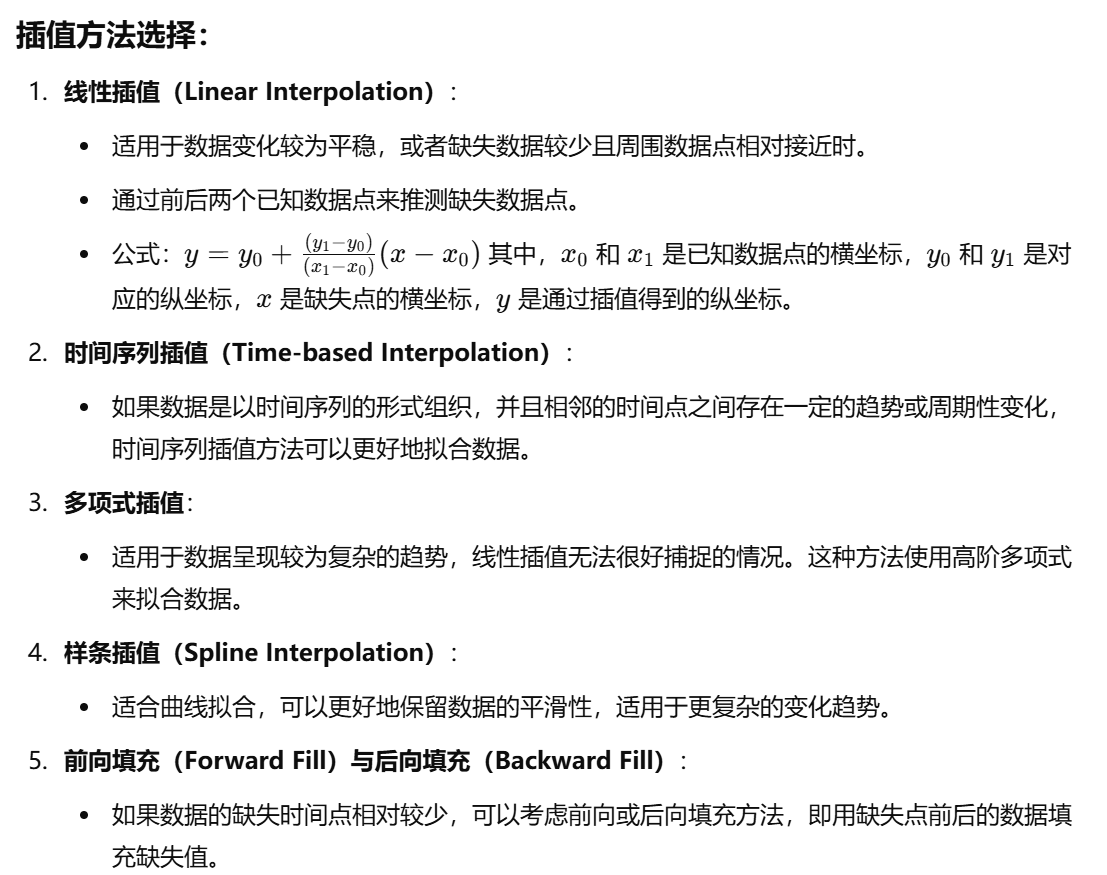 插值方法选择：
1. 线性插值（Linear Interpolation）：
• 适用于数据变化较为平稳，或者缺失数据较少且周围数据点相对接近时。
• 通过前后两个已知数据点来推测缺失数据点。
• 公式：y = y₀ + (y₁−y₀)/(x₁−x₀) (x − x₀) 其中，x₀ 和 x₁ 是已知数据点的横坐标，y₀ 和 y₁ 是对
应的纵坐标，x 是缺失点的横坐标，y 是通过插值得到的纵坐标。
2. 时间序列插值（Time-based Interpolation）：
• 如果数据是以时间序列的形式组织，并且相邻的时间点之间存在一定的趋势或周期性变化，
时间序列插值方法可以更好地拟合数据。
3. 多项式插值：
• 适用于数据呈现较为复杂的趋势，线性插值无法很好捕捉的情况。这种方法使用高阶多项式
来拟合数据。
4. 样条插值（Spline Interpolation）：
• 适合曲线拟合，可以更好地保留数据的平滑性，适用于更复杂的变化趋势。
5. 前向填充（Forward Fill）与后向填充（Backward Fill）：
• 如果数据的缺失时间点相对较少，可以考虑前向或后向填充方法，即用缺失点前后的数据填
充缺失值。